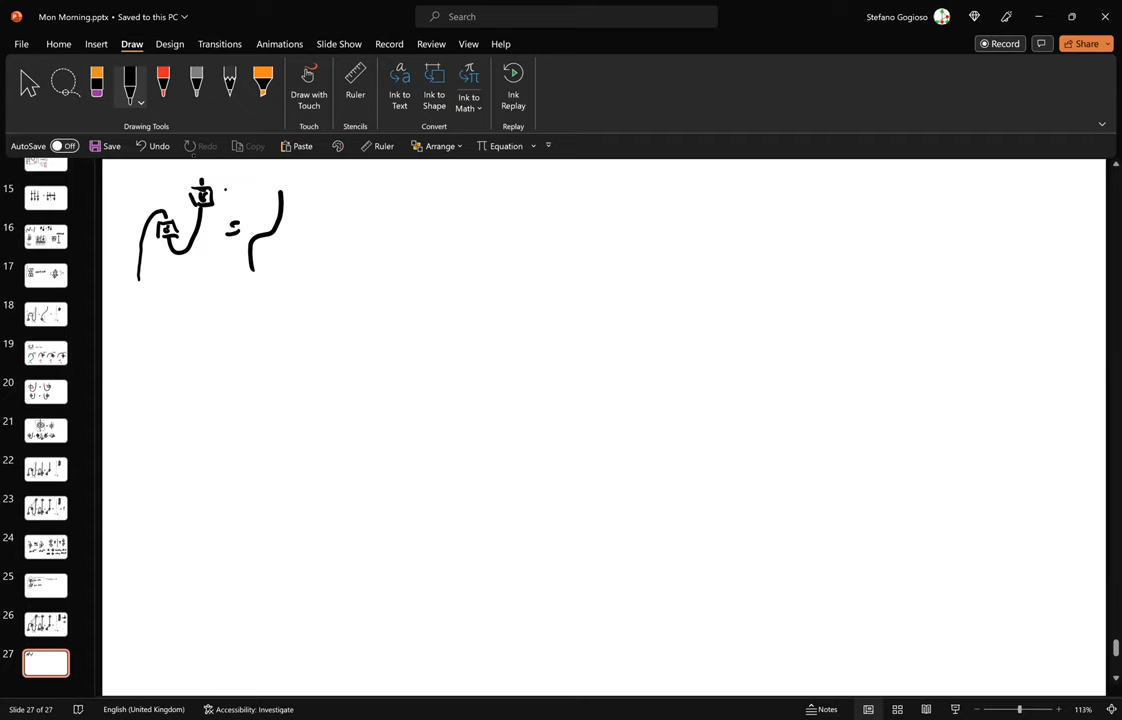 Mon Morning.pptx • Saved to this PC
Search
Stefano Gogioso
File Home Insert Draw Design Transitions Animations Slide Show Record Review View Help
Record
Share
Draw with Touch
Ruler
Ink to Text
Ink to Shape
Ink to Math
Ink Replay
Drawing Tools
Touch
Stencils
Convert
Replay
AutoSave Off Save Undo Redo Copy Paste Ruler Arrange Equation
15
16
17
18
19
20
21
22
23
24
25
26
27
Slide 27 of 27 English (United Kingdom) Accessibility: Investigate Notes 113%